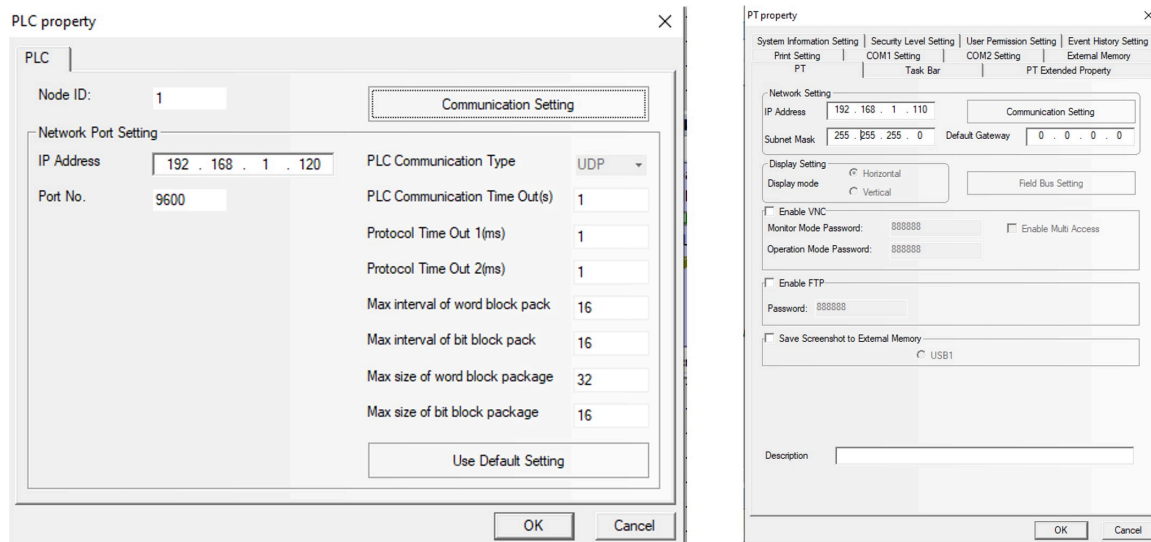 PLC property
PLC
Node ID: 1 Communication Setting
Network Port Setting
IP Address 192 . 168 . 1 . 120 PLC Communication Type UDP
Port No. 9600 PLC Communication Time Out(s) 1
Protocol Time Out 1(ms) 1
Protocol Time Out 2(ms) 1
Max interval of word block pack 16
Max interval of bit block pack 16
Max size of word block package 32
Max size of bit block package 16
Use Default Setting
OK Cancel
PT property
System Information Setting Security Level Setting User Permission Setting Event History Setting
Print Setting COM1 Setting COM2 Setting External Memory
PT Task Bar PT Extended Property
Network Setting
IP Address 192 . 168 . 1 . 110 Communication Setting
Subnet Mask 255 . 255 . 255 . 0 Default Gateway 0 . 0 . 0 . 0
Display Setting
Display mode Horizontal
Vertical
Field Bus Setting
Enable VNC
Monitor Mode Password: 888888 Enable Multi Access
Operation Mode Password: 888888
Enable FTP
Password: 888888
Save Screenshot to External Memory
USB1
Description
OK Cancel